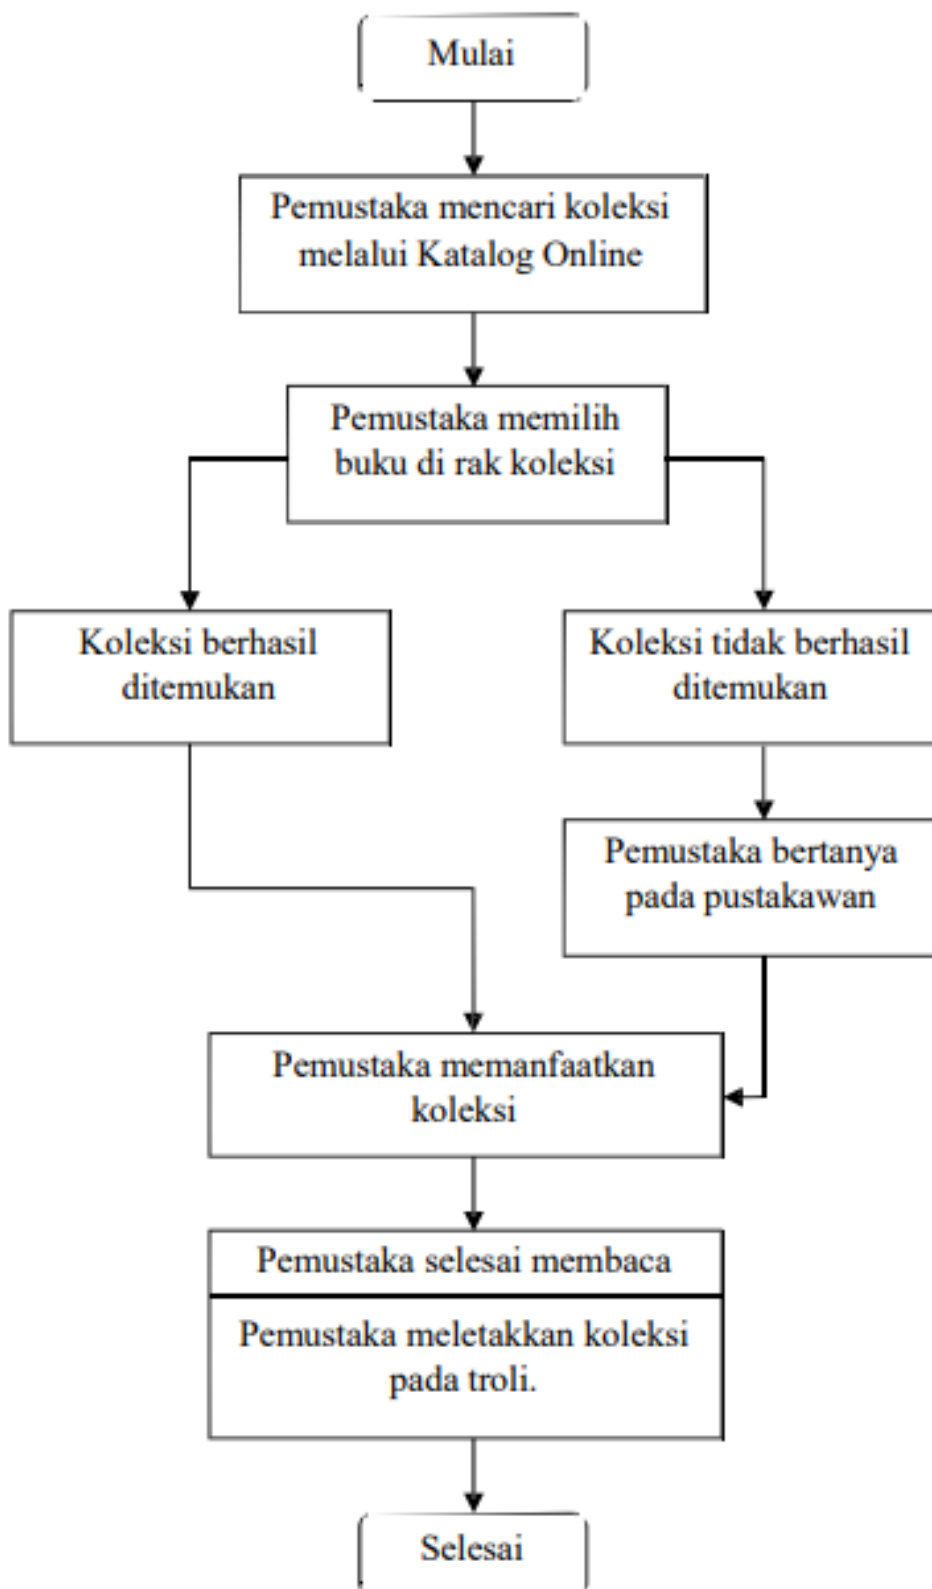 Mulai
Pemustaka mencari koleksi
melalui Katalog Online
Pemustaka memilih
buku di rak koleksi
Koleksi berhasil
ditemukan
Koleksi tidak berhasil
ditemukan
Pemustaka bertanya
pada pustakawan
Pemustaka memanfaatkan
koleksi
Pemustaka selesai membaca
Pemustaka meletakkan koleksi
pada troli.
Selesai